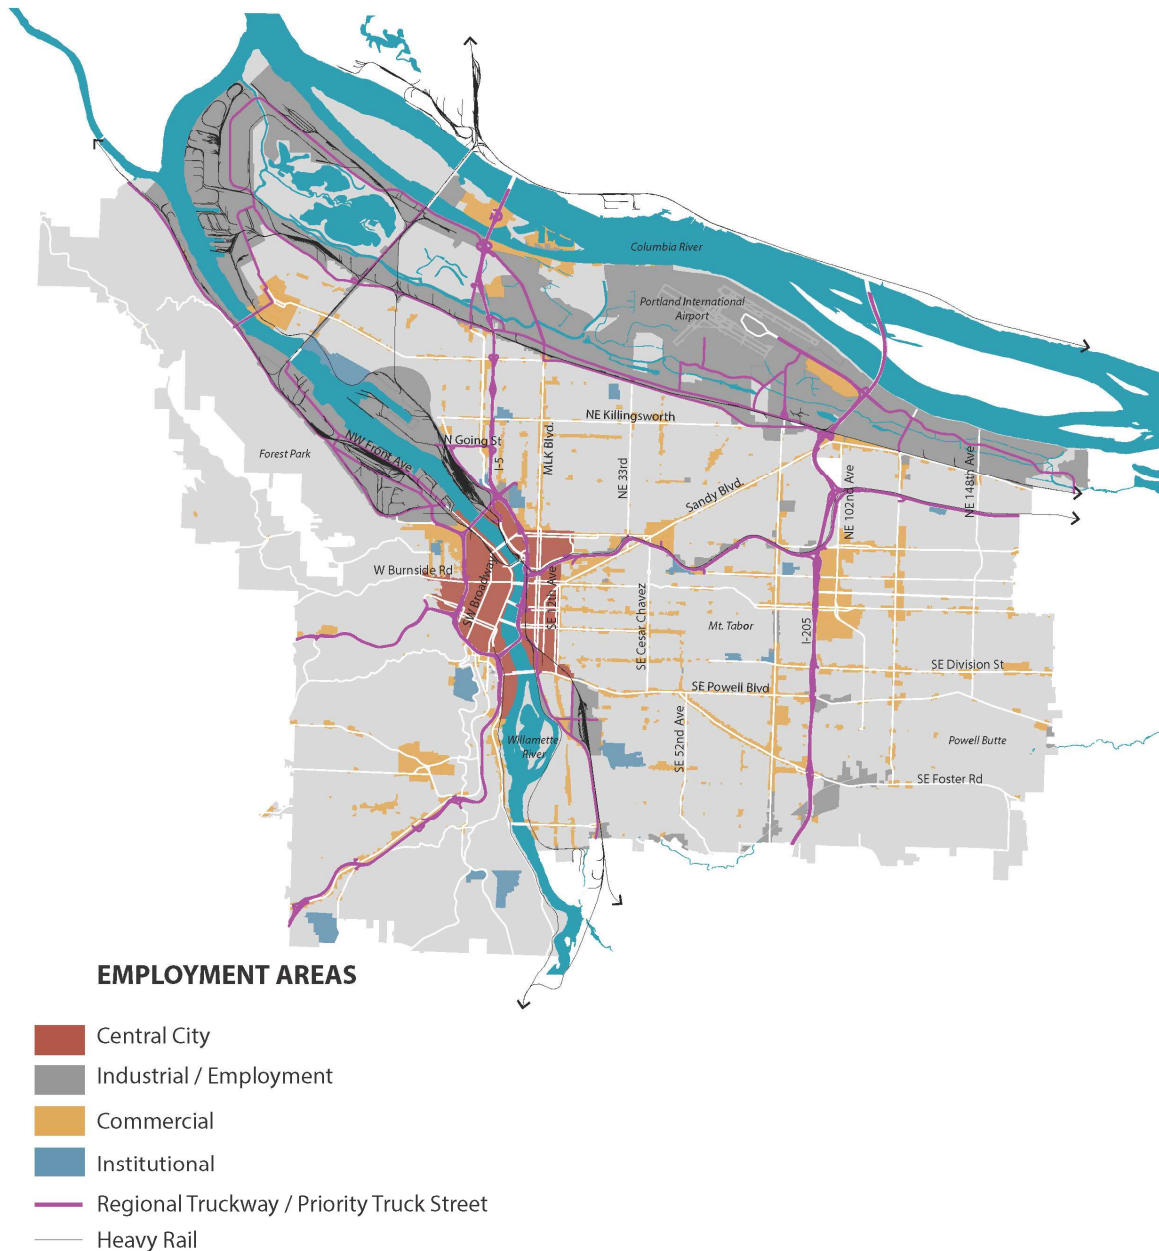 Columbia River
Portland International
Airport
NE Killingsworth
N Going St
NW Front Ave
I-5
MLK Blvd.
NE 33rd
Sandy Blvd.
NE 102nd Ave
NE 148th Ave
Forest Park
W Burnside Rd
SW Broadway
SE 12th Ave
SE Cesar Chavez
Mt. Tabor
I-205
SE Division St
SE Powell Blvd
SE 52nd Ave
Willamette
River
Powell Butte
SE Foster Rd
EMPLOYMENT AREAS
Central City
Industrial / Employment
Commercial
Institutional
Regional Truckway / Priority Truck Street
Heavy Rail